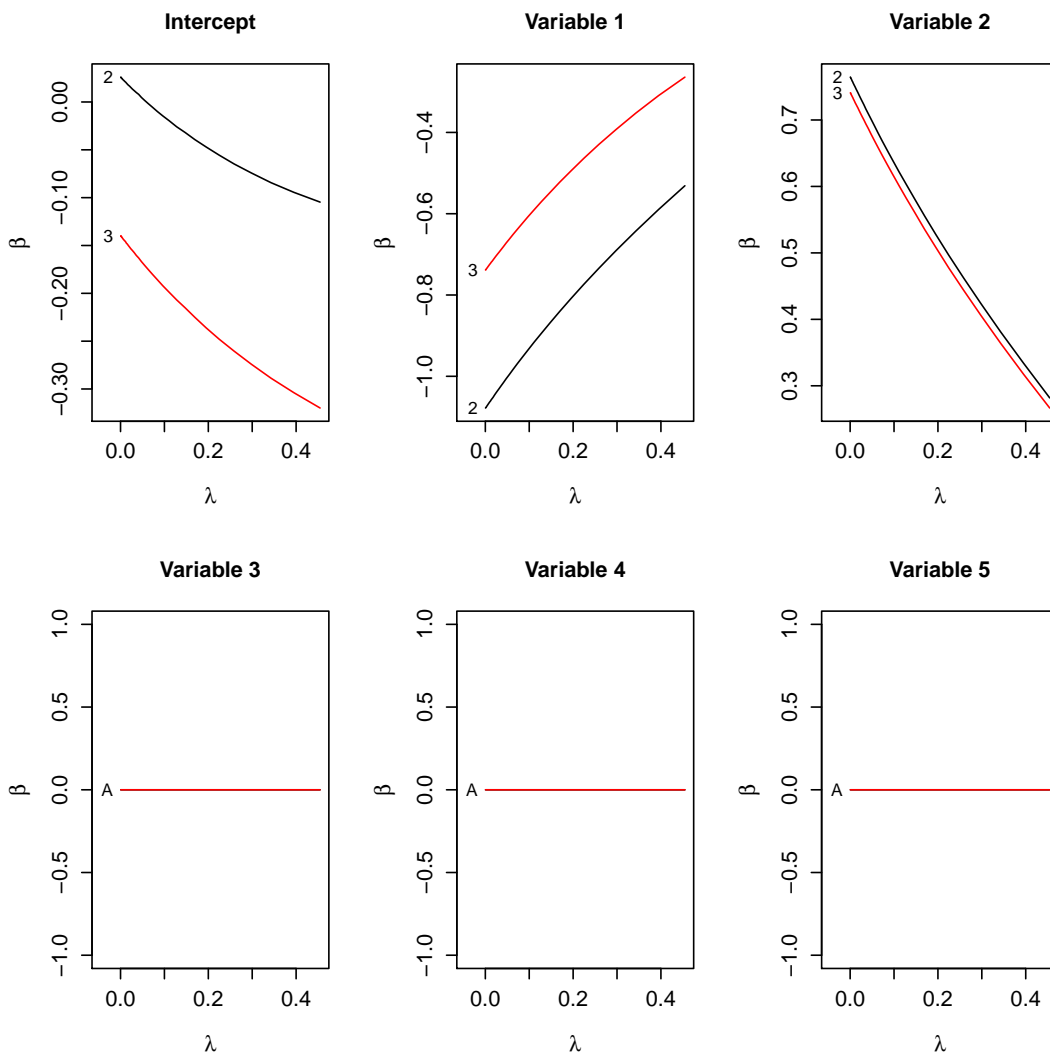 Intercept
Variable 1
Variable 2
β
0.00
−0.10
−0.20
−0.30
2
3
0.0 0.2 0.4
λ
β
−0.4
−0.6
−0.8
−1.0
3
2
0.0 0.2 0.4
λ
β
0.7
0.6
0.5
0.4
0.3
2
3
0.0 0.2 0.4
λ
Variable 3
Variable 4
Variable 5
β
1.0
0.5
0.0
−0.5
−1.0
A
0.0 0.2 0.4
λ
β
1.0
0.5
0.0
−0.5
−1.0
A
0.0 0.2 0.4
λ
β
1.0
0.5
0.0
−0.5
−1.0
A
0.0 0.2 0.4
λ